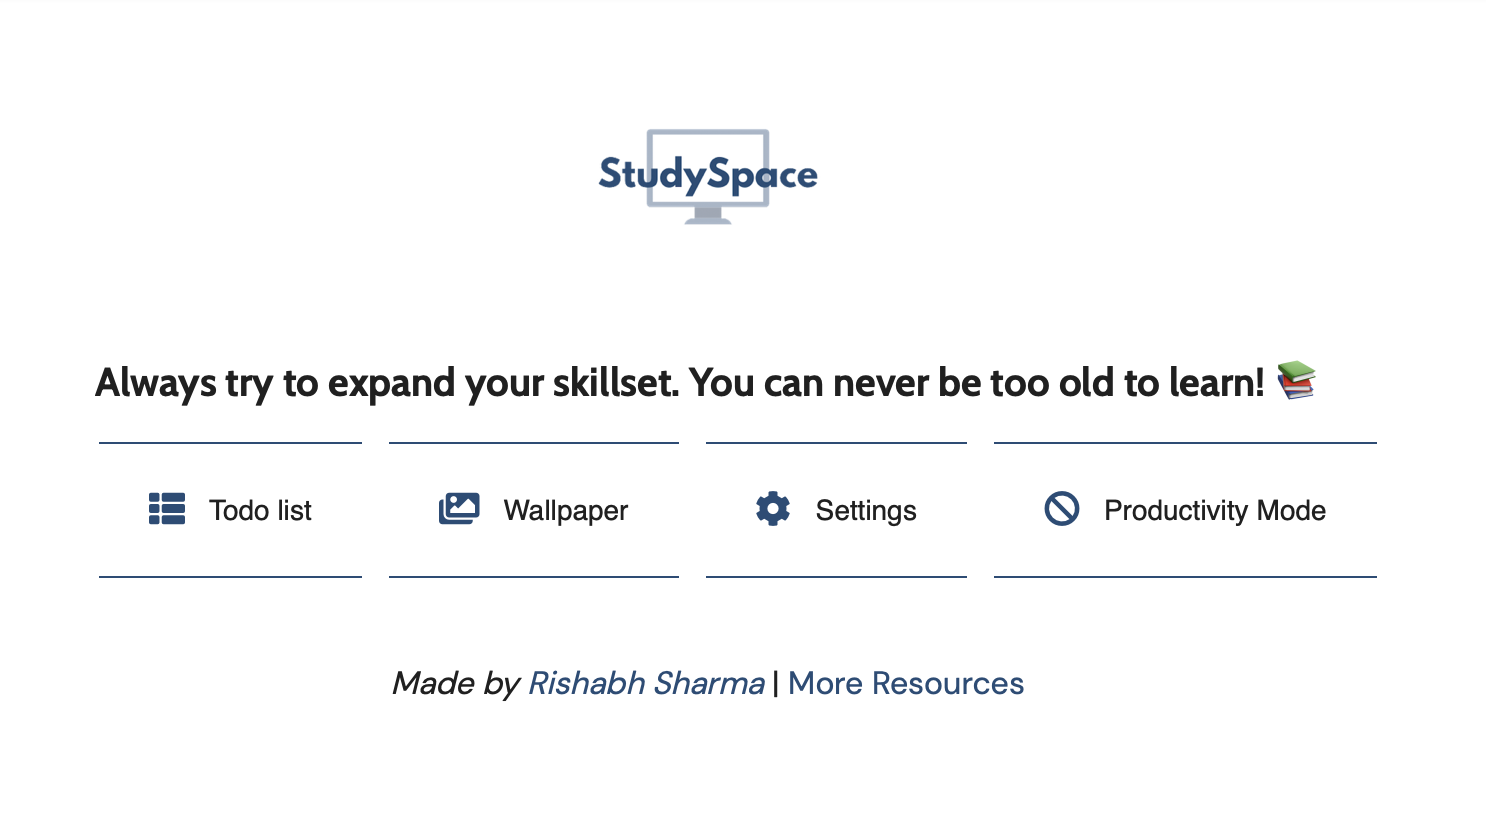 StudySpace
Always try to expand your skillset. You can never be too old to learn! 📚
Todo list
Wallpaper
Settings
Productivity Mode
Made by Rishabh Sharma | More Resources